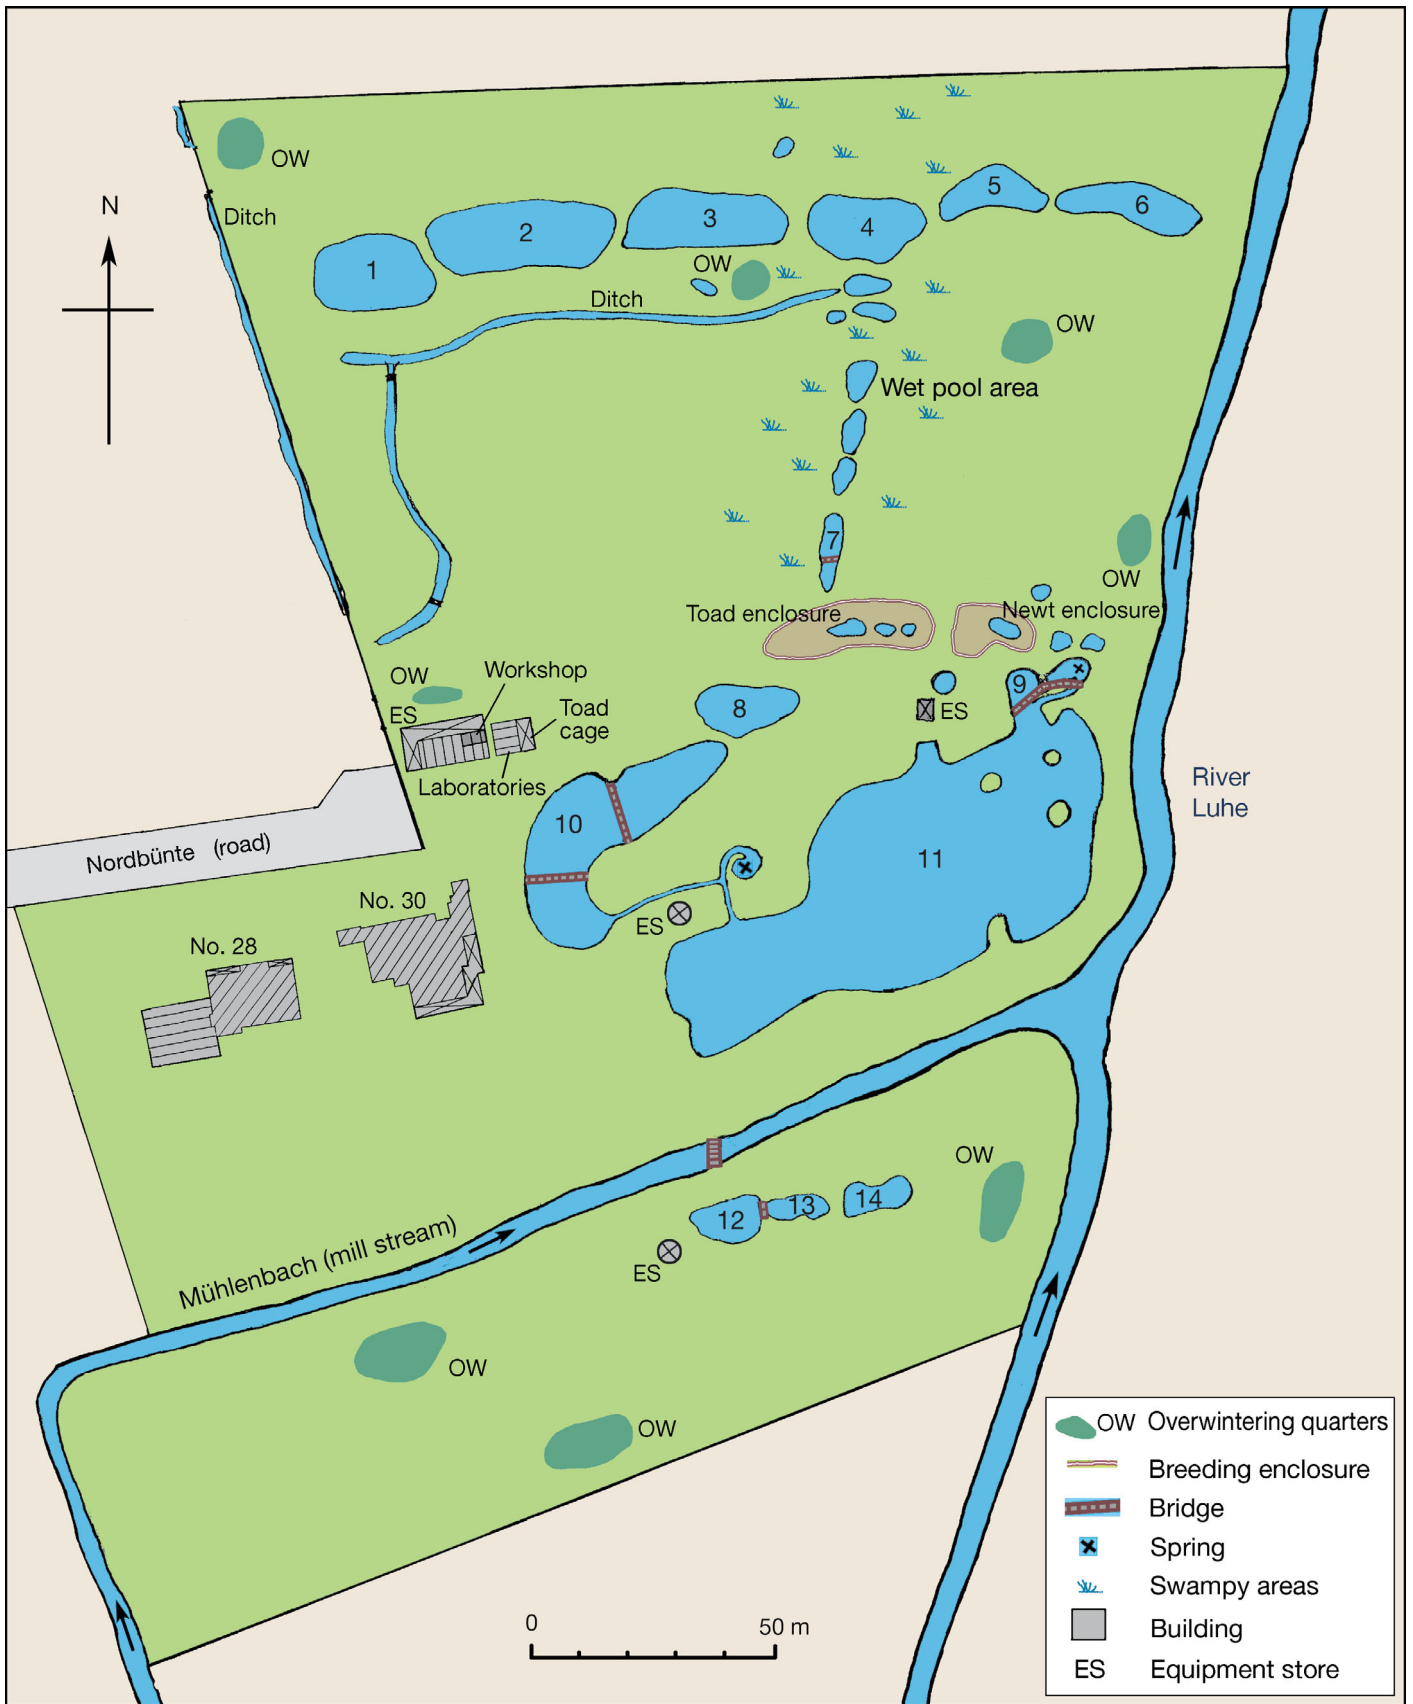 N
OW
Ditch
1
2
3
4
5
6
OW
Ditch
OW
Wet pool area
7
OW
Toad enclosure
Newt enclosure
OW
Workshop
ES
Toad
cage
Laboratories
8
9
ES
10
11
River
Luhe
Nordbünte (road)
No. 30
No. 28
ES
OW
12
13
14
ES
Mühlenbach (mill stream)
OW
OW
0
50 m
OW Overwintering quarters
Breeding enclosure
Bridge
Spring
Swampy areas
Building
ES Equipment store